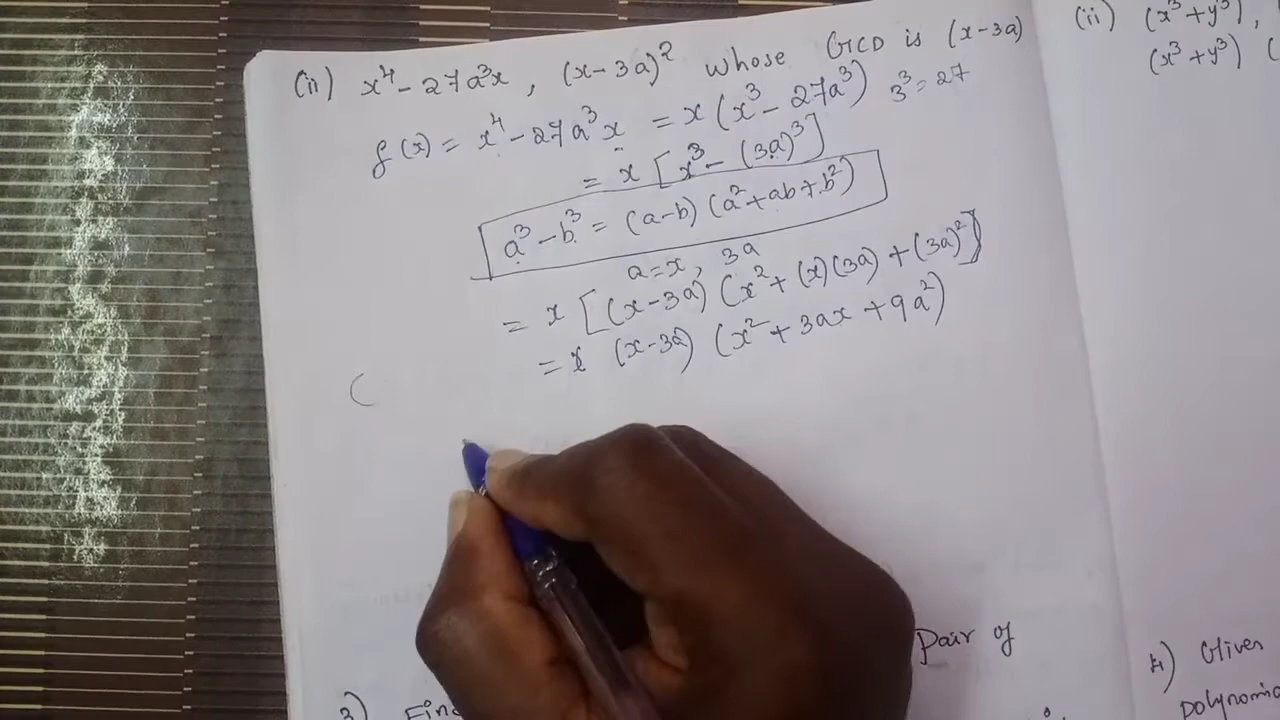 (ii) x⁴ - 27a³x , (x - 3a)² whose GCD is (x-3a)
f(x) = x⁴ - 27a³x = x(x³ - 27a³) 3³ = 27
= x [x³ - (3a)³]
a³ - b³ = (a-b) (a² + ab + b²)
a = x, 3a
= x [(x-3a) (x² + (x)(3a) + (3a)²]
= x (x-3a) (x² + 3ax + 9a²)
(
Pair of
3)
(ii) (x³ + y³),
(x³ + y³) (
4) Given